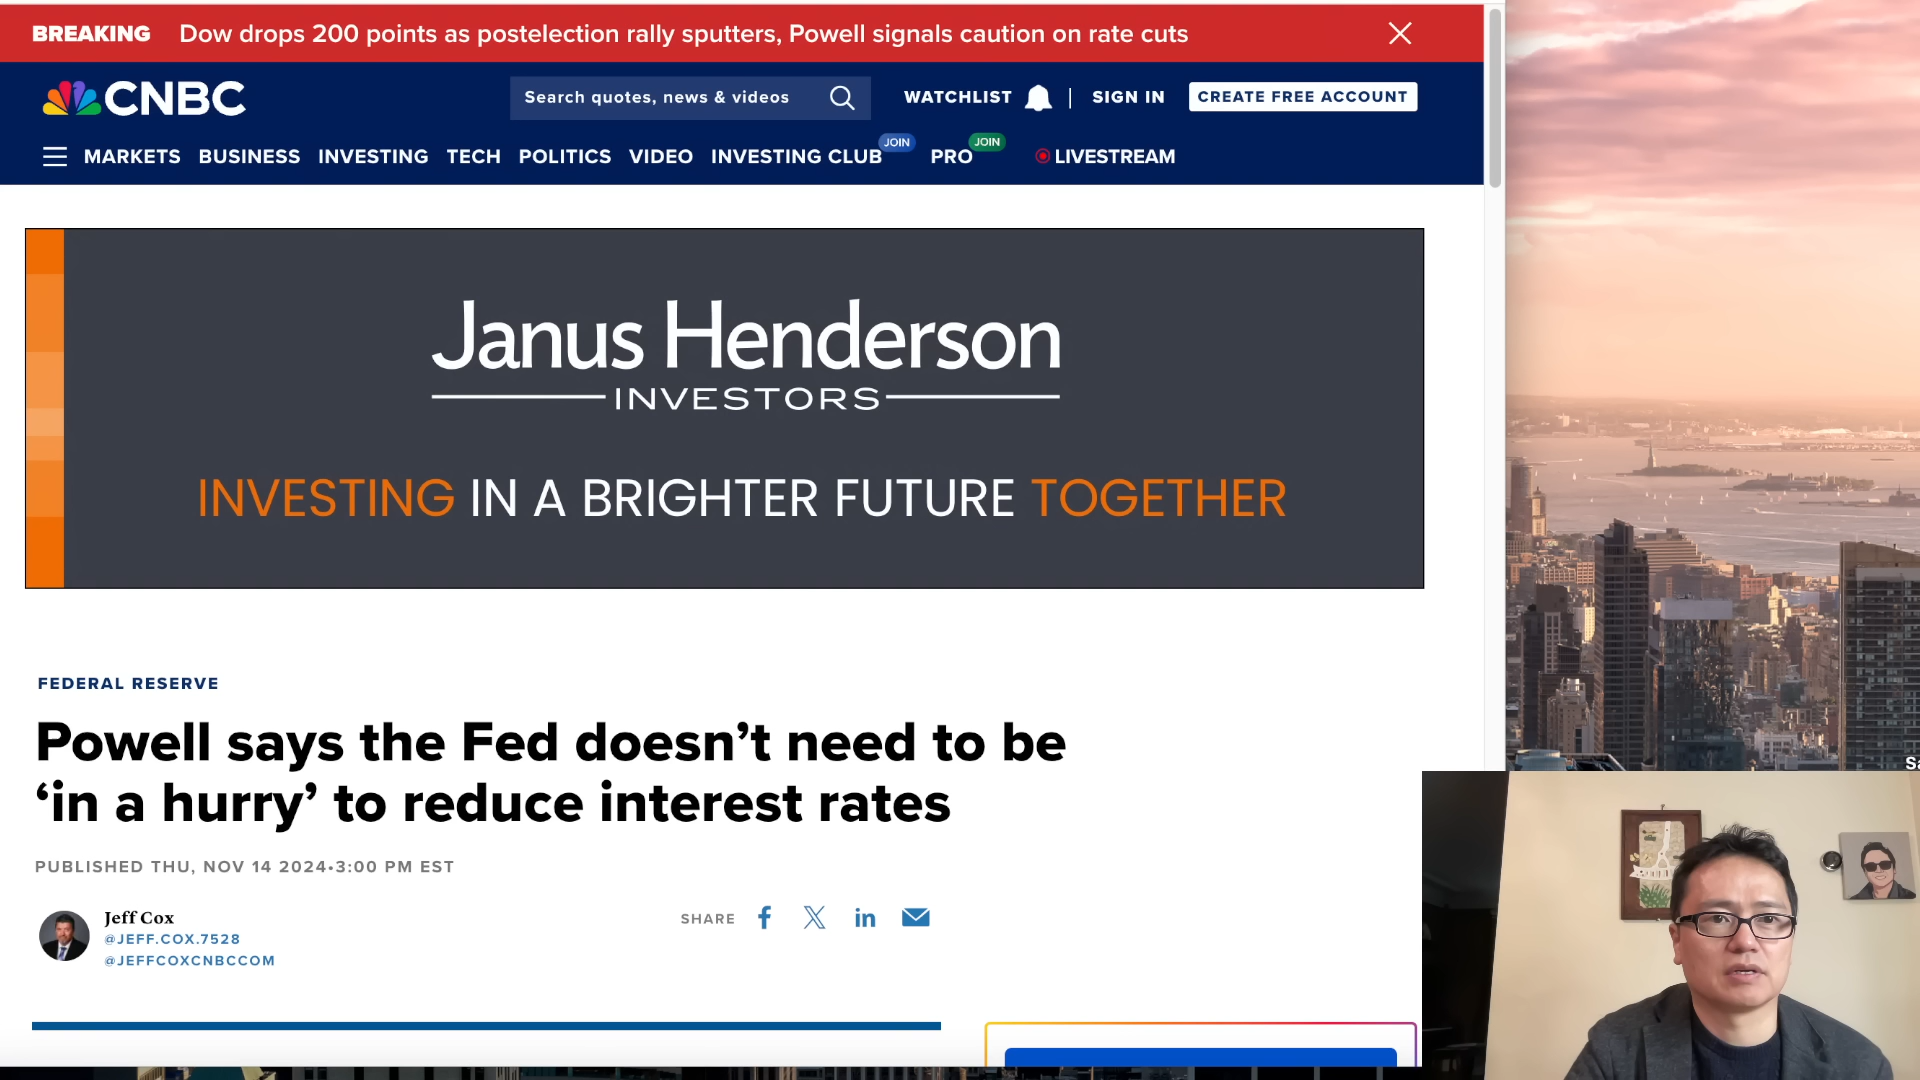 BREAKING Dow drops 200 points as postelection rally sputters, Powell signals caution on rate cuts
CNBC
Search quotes, news & videos
WATCHLIST
SIGN IN
CREATE FREE ACCOUNT
MARKETS BUSINESS INVESTING TECH POLITICS VIDEO INVESTING CLUB JOIN PRO JOIN LIVESTREAM
Janus Henderson
INVESTORS
INVESTING IN A BRIGHTER FUTURE TOGETHER
FEDERAL RESERVE
Powell says the Fed doesn’t need to be
‘in a hurry’ to reduce interest rates
PUBLISHED THU, NOV 14 2024•3:00 PM EST
Jeff Cox
@JEFF.COX.7528
@JEFFCOXCNBCCOM
SHARE